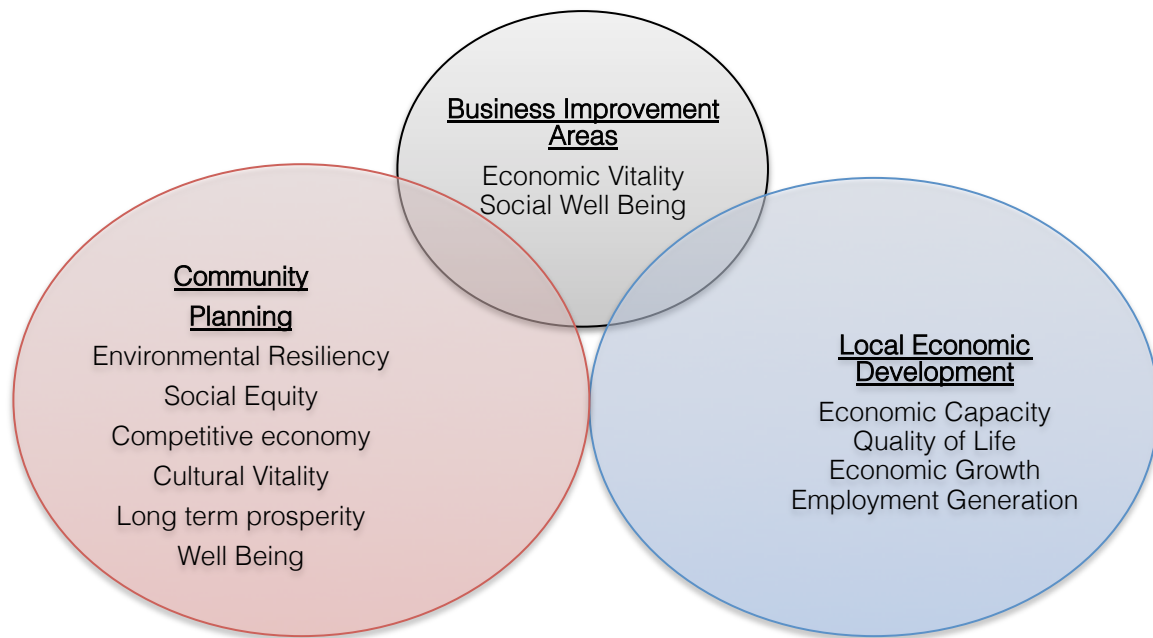 Business Improvement
Areas
Economic Vitality
Social Well Being
Community
Planning
Environmental Resiliency
Social Equity
Competitive economy
Cultural Vitality
Long term prosperity
Well Being
Local Economic
Development
Economic Capacity
Quality of Life
Economic Growth
Employment Generation